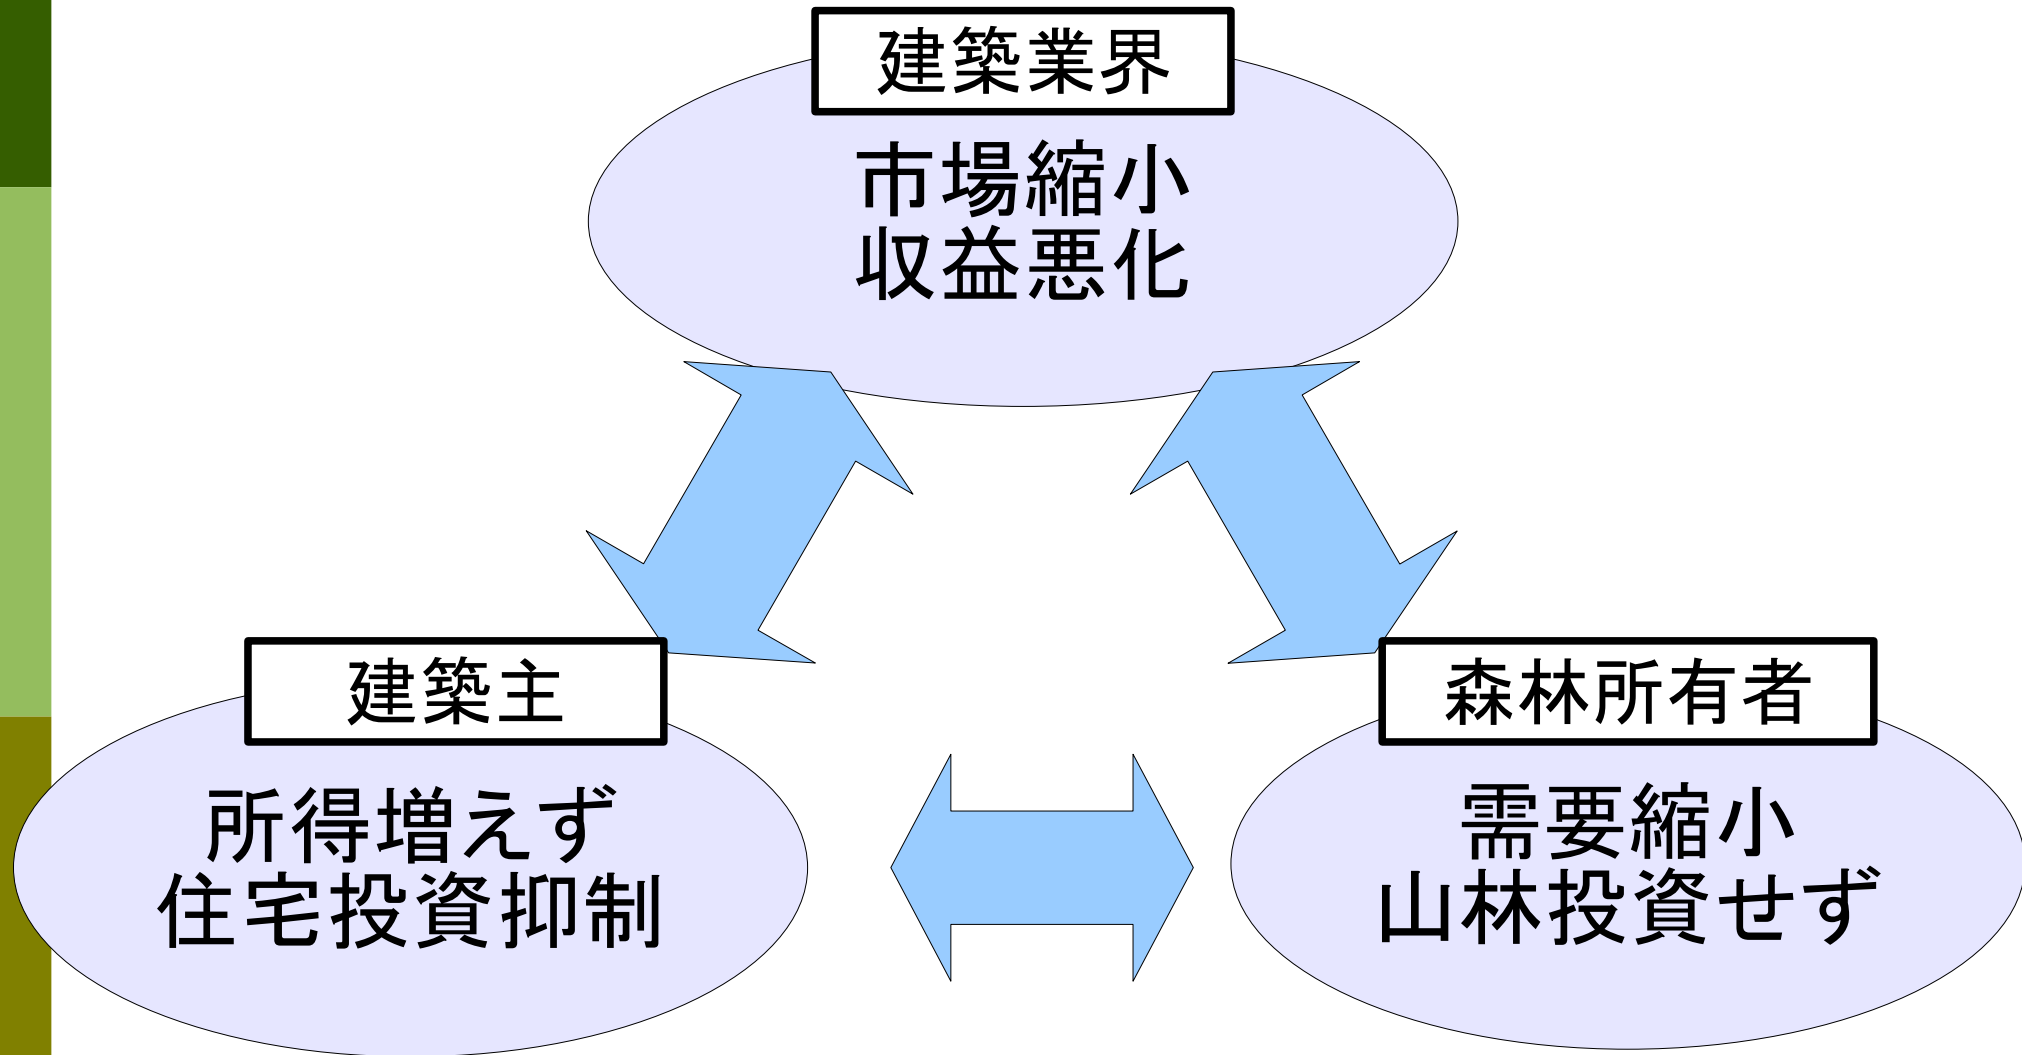 建築業界
市場縮小
収益悪化
建築主
所得増えず
住宅投資抑制
森林所有者
需要縮小
山林投資せず